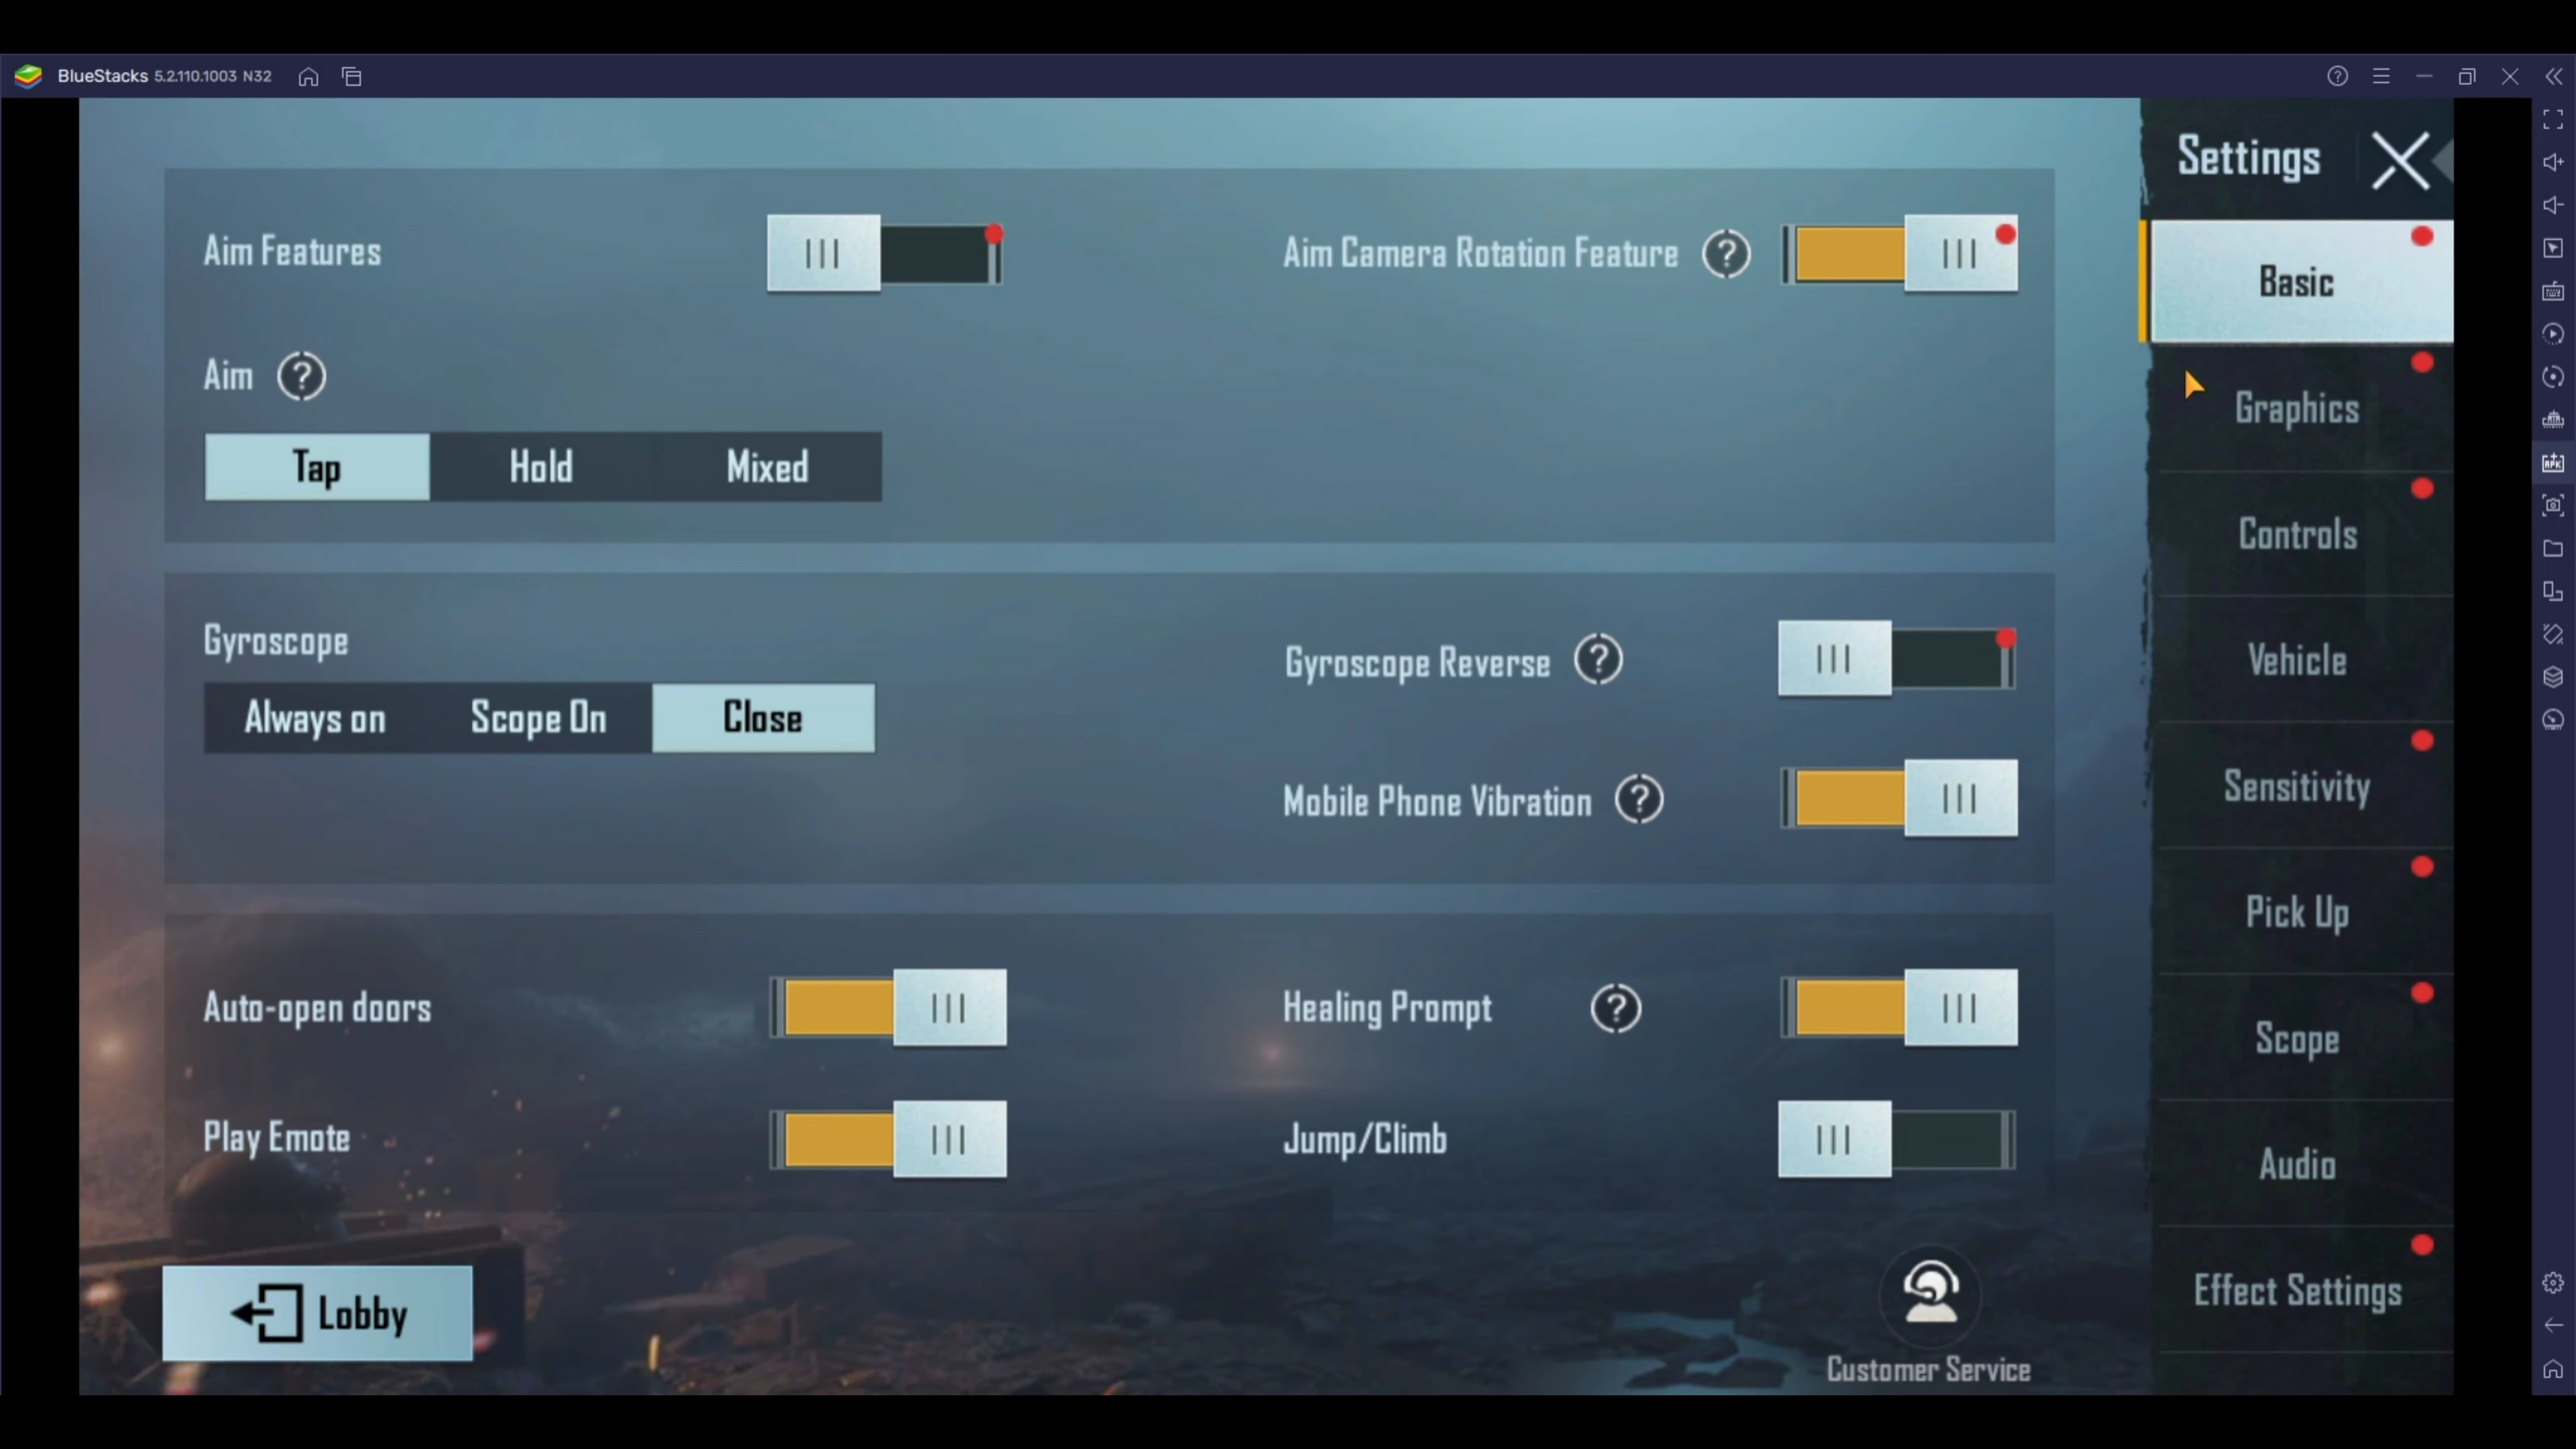 BlueStacks 5.2.110.1003 N32
Settings
Aim Features
Aim Camera Rotation Feature ?
Basic
Aim ?
Graphics
Tap Hold Mixed
Controls
Gyroscope
Gyroscope Reverse ?
Vehicle
Always on Scope On Close
Mobile Phone Vibration ?
Sensitivity
Pick Up
Auto-open doors
Healing Prompt ?
Scope
Play Emote
Jump/Climb
Audio
Effect Settings
Lobby
Customer Service